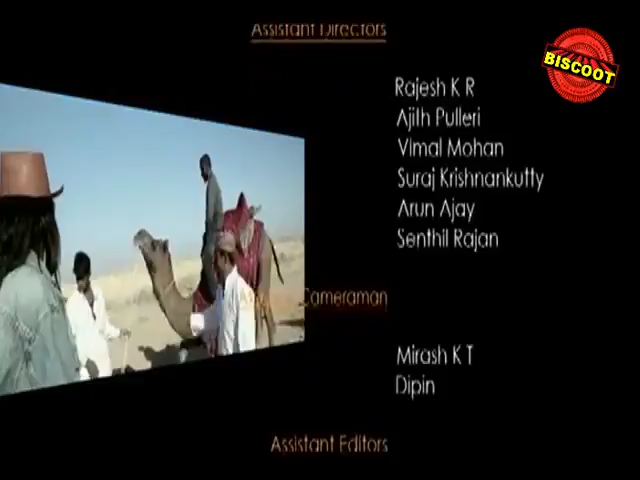 Assistant Directors
BISCOOT
Rajesh K R
Ajith Pulleri
Vimal Mohan
Suraj Krishnankutty
Arun Ajay
Senthil Rajan
Cameraman
Mirash K T
Dipin
Assistant Editors